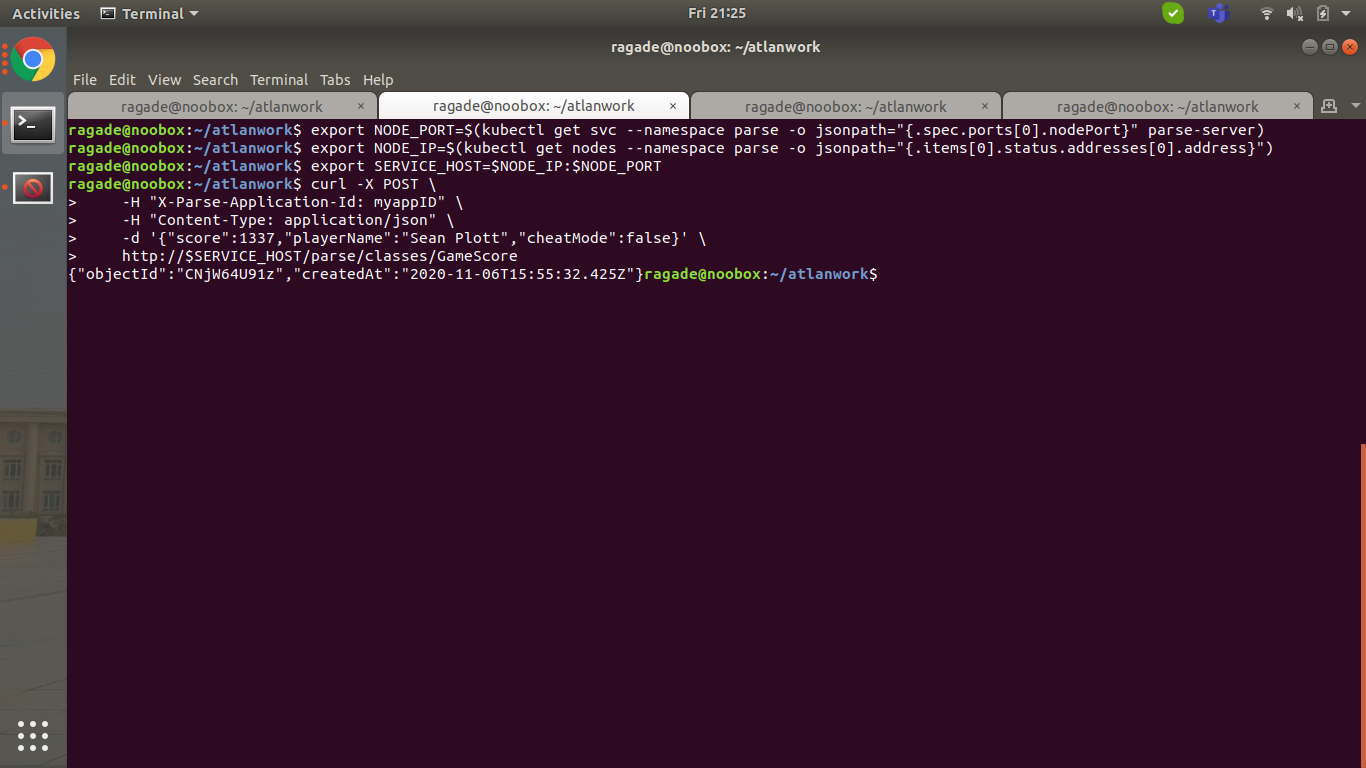 Activities Terminal Fri 21:25
ragade@noobox: ~/atlanwork
File Edit View Search Terminal Tabs Help
ragade@noobox: ~/atlanwork × ragade@noobox: ~/atlanwork × ragade@noobox: ~/atlanwork × ragade@noobox: ~/atlanwork ×
ragade@noobox:~/atlanwork$ export NODE_PORT=$(kubectl get svc --namespace parse -o jsonpath="{.spec.ports[0].nodePort}" parse-server)
ragade@noobox:~/atlanwork$ export NODE_IP=$(kubectl get nodes --namespace parse -o jsonpath="{.items[0].status.addresses[0].address}")
ragade@noobox:~/atlanwork$ export SERVICE_HOST=$NODE_IP:$NODE_PORT
ragade@noobox:~/atlanwork$ curl -X POST \
>     -H "X-Parse-Application-Id: myappID" \
>     -H "Content-Type: application/json" \
>     -d '{"score":1337,"playerName":"Sean Plott","cheatMode":false}' \
>     http://$SERVICE_HOST/parse/classes/GameScore
{"objectId":"CNjW64U91z","createdAt":"2020-11-06T15:55:32.425Z"}ragade@noobox:~/atlanwork$